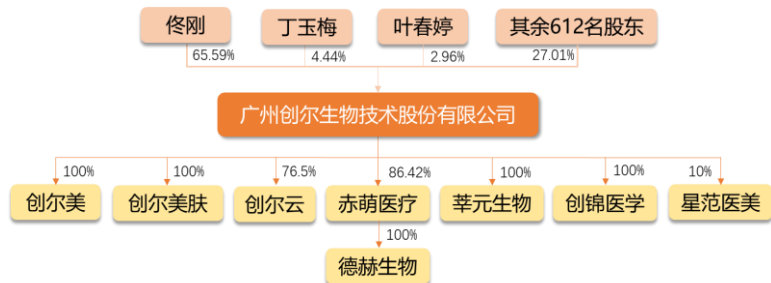 佟刚
丁玉梅
叶春婷
其余612名股东
65.59%
4.44%
2.96%
27.01%
广州创尔生物技术股份有限公司
100%
100%
76.5%
86.42%
100%
100%
10%
创尔美
创尔美肤
创尔云
赤萌医疗
莘元生物
创锦医学
星范医美
100%
德赫生物